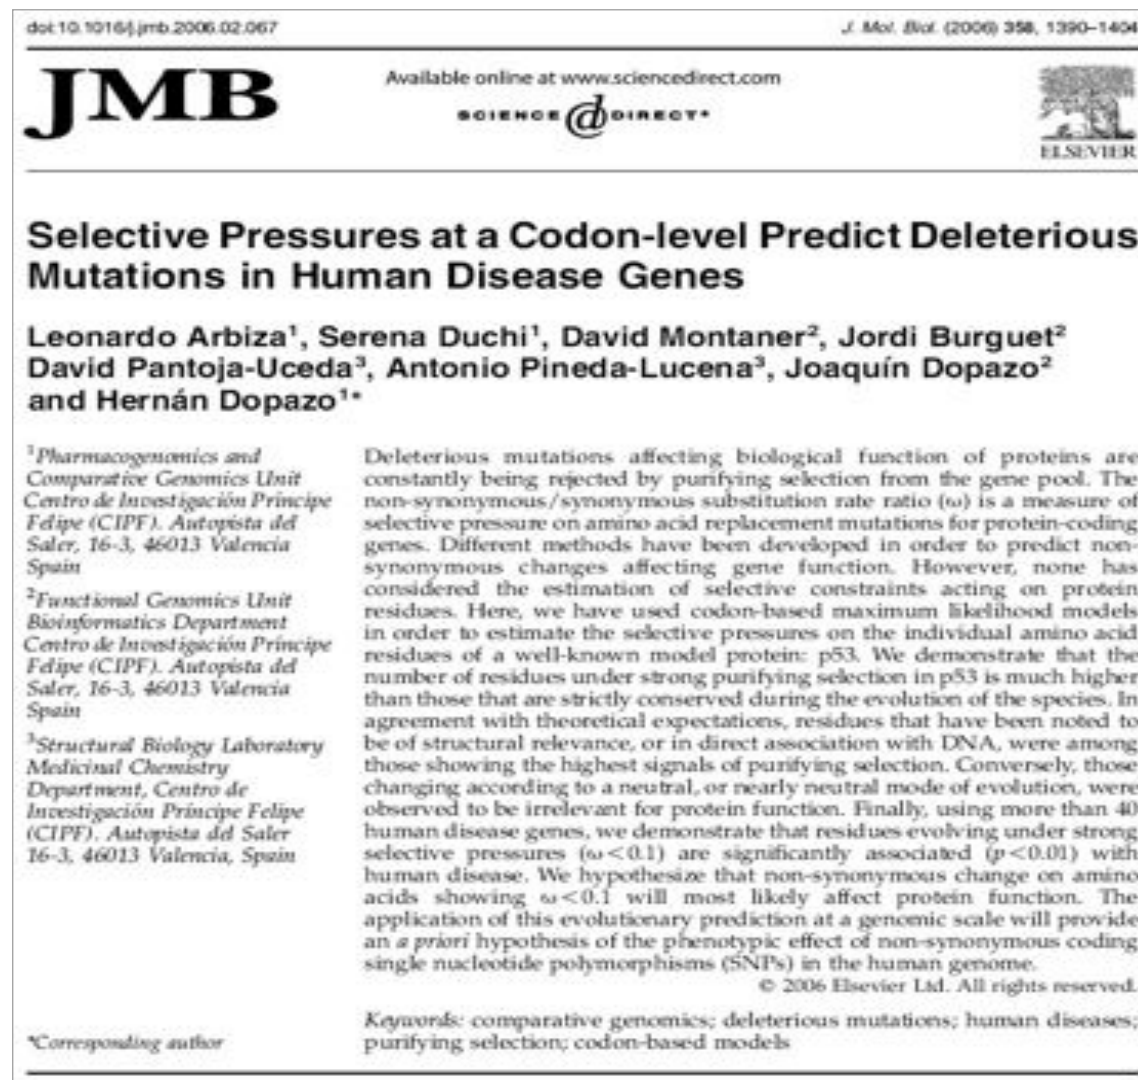 doi:10.1016/j.jmb.2006.02.067
J. Mol. Biol. (2006) 358, 1390–1404
JMB
Available online at www.sciencedirect.com
SCIENCE DIRECT•
ELSEVIER
Selective Pressures at a Codon-level Predict Deleterious
Mutations in Human Disease Genes
Leonardo Arbiza¹, Serena Duchi¹, David Montaner², Jordi Burguet²
David Pantoja-Uceda³, Antonio Pineda-Lucena³, Joaquín Dopazo²
and Hernán Dopazo¹*
¹Pharmacogenomics and
Comparative Genomics Unit
Centro de Investigación Príncipe
Felipe (CIPF). Autopista del
Saler, 16-3, 46013 Valencia
Spain
²Functional Genomics Unit
Bioinformatics Department
Centro de Investigación Príncipe
Felipe (CIPF). Autopista del
Saler, 16-3, 46013 Valencia
Spain
³Structural Biology Laboratory
Medicinal Chemistry
Department, Centro de
Investigación Príncipe Felipe
(CIPF). Autopista del Saler
16-3, 46013 Valencia, Spain
*Corresponding author
Deleterious mutations affecting biological function of proteins are
constantly being rejected by purifying selection from the gene pool. The
non-synonymous/synonymous substitution rate ratio (ω) is a measure of
selective pressure on amino acid replacement mutations for protein-coding
genes. Different methods have been developed in order to predict non-
synonymous changes affecting gene function. However, none has
considered the estimation of selective constraints acting on protein
residues. Here, we have used codon-based maximum likelihood models
in order to estimate the selective pressures on the individual amino acid
residues of a well-known model protein: p53. We demonstrate that the
number of residues under strong purifying selection in p53 is much higher
than those that are strictly conserved during the evolution of the species. In
agreement with theoretical expectations, residues that have been noted to
be of structural relevance, or in direct association with DNA, were among
those showing the highest signals of purifying selection. Conversely, those
changing according to a neutral, or nearly neutral mode of evolution, were
observed to be irrelevant for protein function. Finally, using more than 40
human disease genes, we demonstrate that residues evolving under strong
selective pressures (ω<0.1) are significantly associated (p<0.01) with
human disease. We hypothesize that non-synonymous change on amino
acids showing ω<0.1 will most likely affect protein function. The
application of this evolutionary prediction at a genomic scale will provide
an a priori hypothesis of the phenotypic effect of non-synonymous coding
single nucleotide polymorphisms (SNPs) in the human genome.
© 2006 Elsevier Ltd. All rights reserved.
Keywords: comparative genomics; deleterious mutations; human diseases;
purifying selection; codon-based models